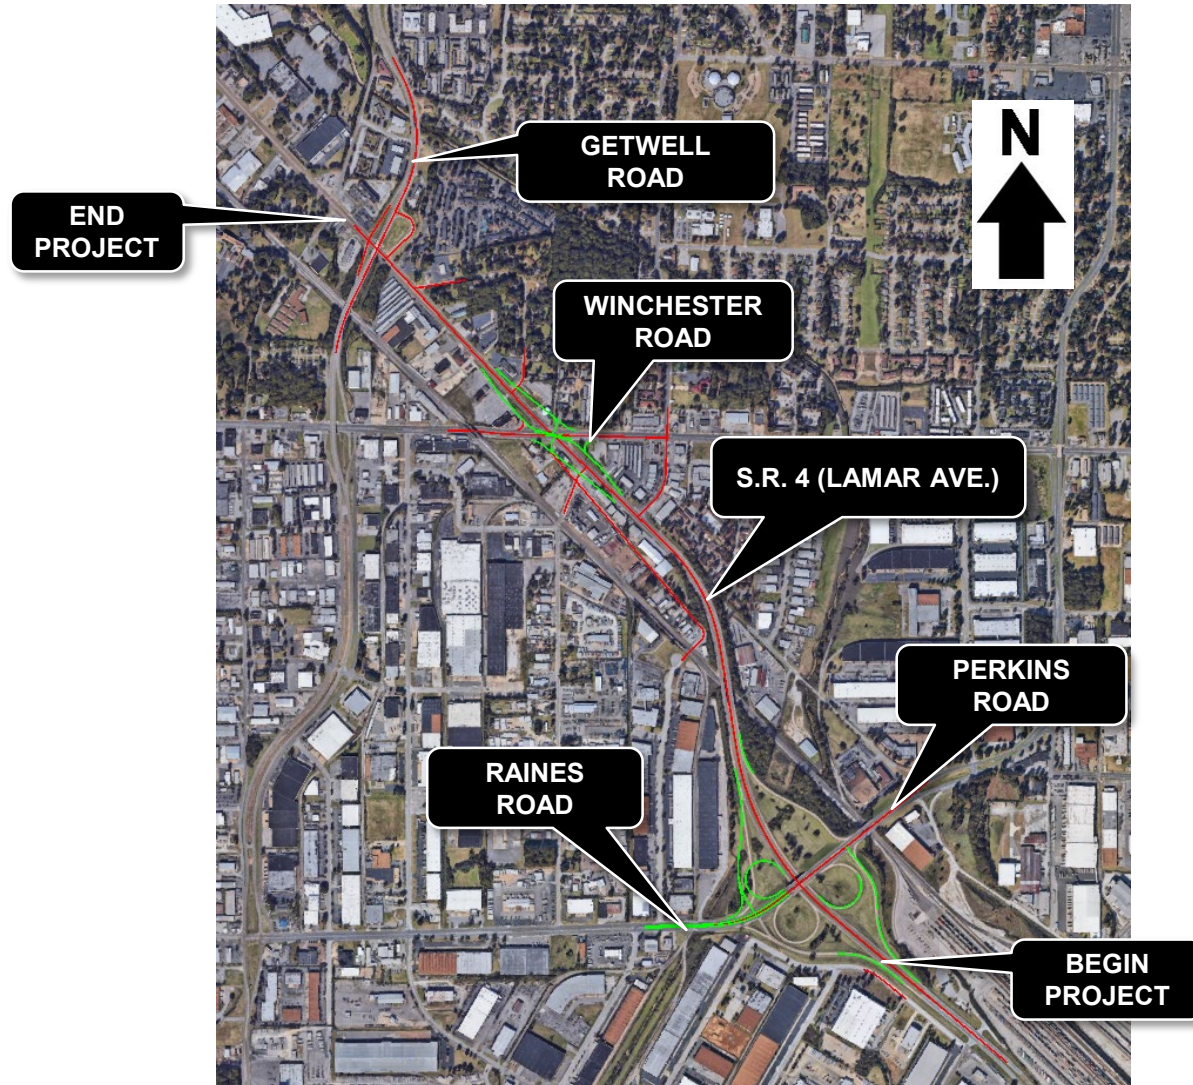 N
GETWELL
ROAD
END
PROJECT
WINCHESTER
ROAD
S.R. 4 (LAMAR AVE.)
PERKINS
ROAD
RAINES
ROAD
BEGIN
PROJECT